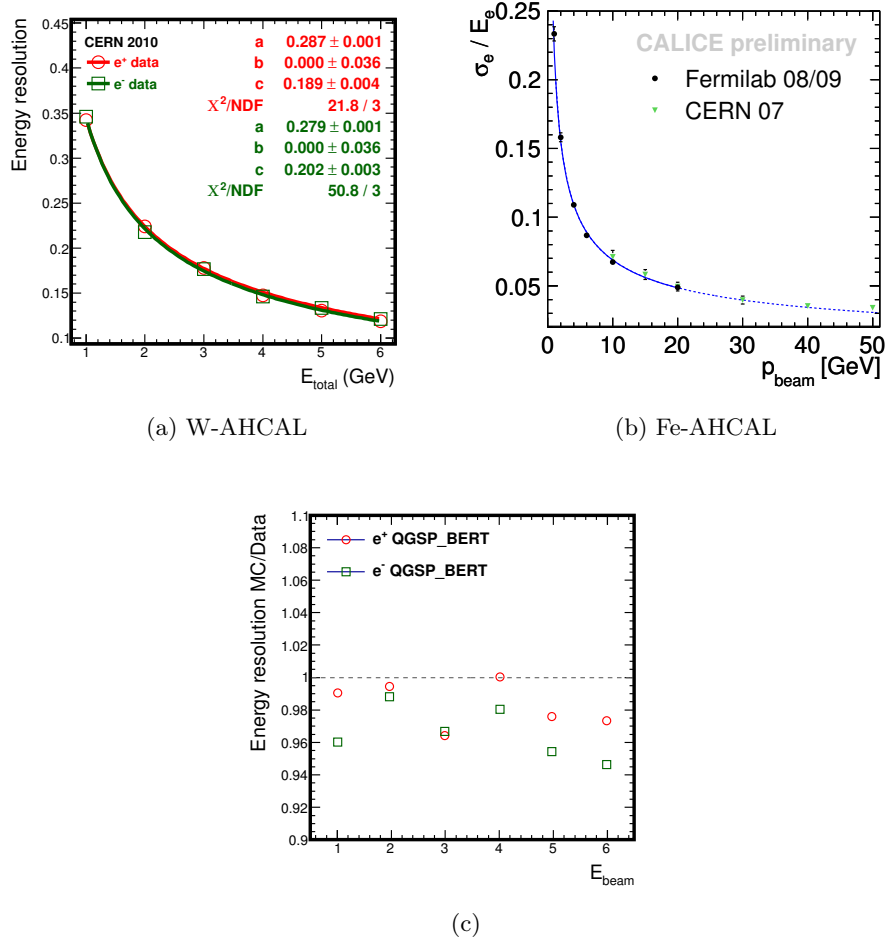 Energy resolution
0.45
0.4
0.35
0.3
0.25
0.2
0.15
0.1
CERN 2010
e⁺ data
e⁻ data
a 0.287 ± 0.001
b 0.000 ± 0.036
c 0.189 ± 0.004
Χ²/NDF 21.8 / 3
a 0.279 ± 0.001
b 0.000 ± 0.036
c 0.202 ± 0.003
Χ²/NDF 50.8 / 3
1 2 3 4 5 6
E_total (GeV)
(a) W-AHCAL
σ_e / E_e
0.25
0.2
0.15
0.1
0.05
CALICE preliminary
Fermilab 08/09
CERN 07
0 10 20 30 40 50
p_beam [GeV]
(b) Fe-AHCAL
Energy resolution MC/Data
1.1
1.08
1.06
1.04
1.02
1
0.98
0.96
0.94
0.92
0.9
e⁺ QGSP_BERT
e⁻ QGSP_BERT
1 2 3 4 5 6
E_beam
(c)